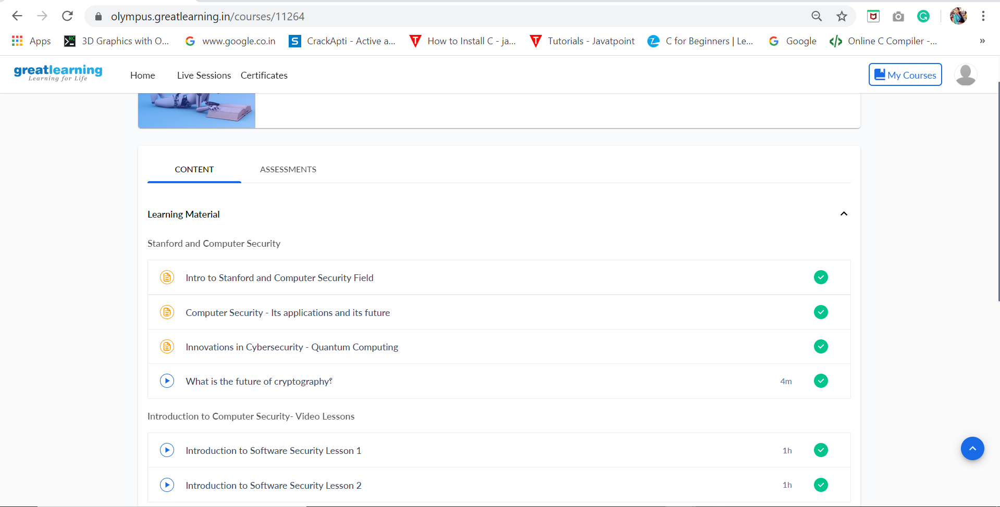 olympus.greatlearning.in/courses/11264
Apps 3D Graphics with O... www.google.co.in CrackApti - Active a... How to Install C - ja... Tutorials - Javatpoint C for Beginners | Le... Google Online C Compiler -... »
greatlearning
Learning for Life
Home Live Sessions Certificates My Courses
CONTENT ASSESSMENTS
Learning Material
Stanford and Computer Security
Intro to Stanford and Computer Security Field
Computer Security - Its applications and its future
Innovations in Cybersecurity - Quantum Computing
What is the future of cryptography؟ 4m
Introduction to Computer Security- Video Lessons
Introduction to Software Security Lesson 1 1h
Introduction to Software Security Lesson 2 1h